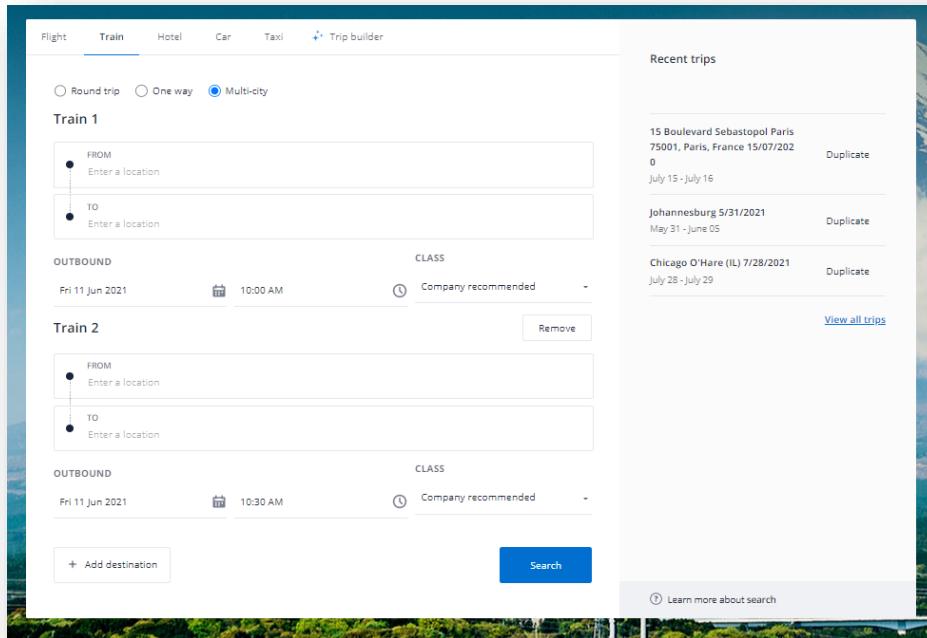 Flight Train Hotel Car Taxi Trip builder
Round trip One way Multi-city
Train 1
FROM
Enter a location
TO
Enter a location
OUTBOUND CLASS
Fri 11 Jun 2021 10:00 AM Company recommended
Train 2 Remove
FROM
Enter a location
TO
Enter a location
OUTBOUND CLASS
Fri 11 Jun 2021 10:30 AM Company recommended
+ Add destination Search
Recent trips
15 Boulevard Sebastopol Paris
75001, Paris, France 15/07/202
0
July 15 - July 16
Duplicate
Johannesburg 5/31/2021
May 31 - June 05
Duplicate
Chicago O'Hare (IL) 7/28/2021
July 28 - July 29
Duplicate
View all trips
? Learn more about search